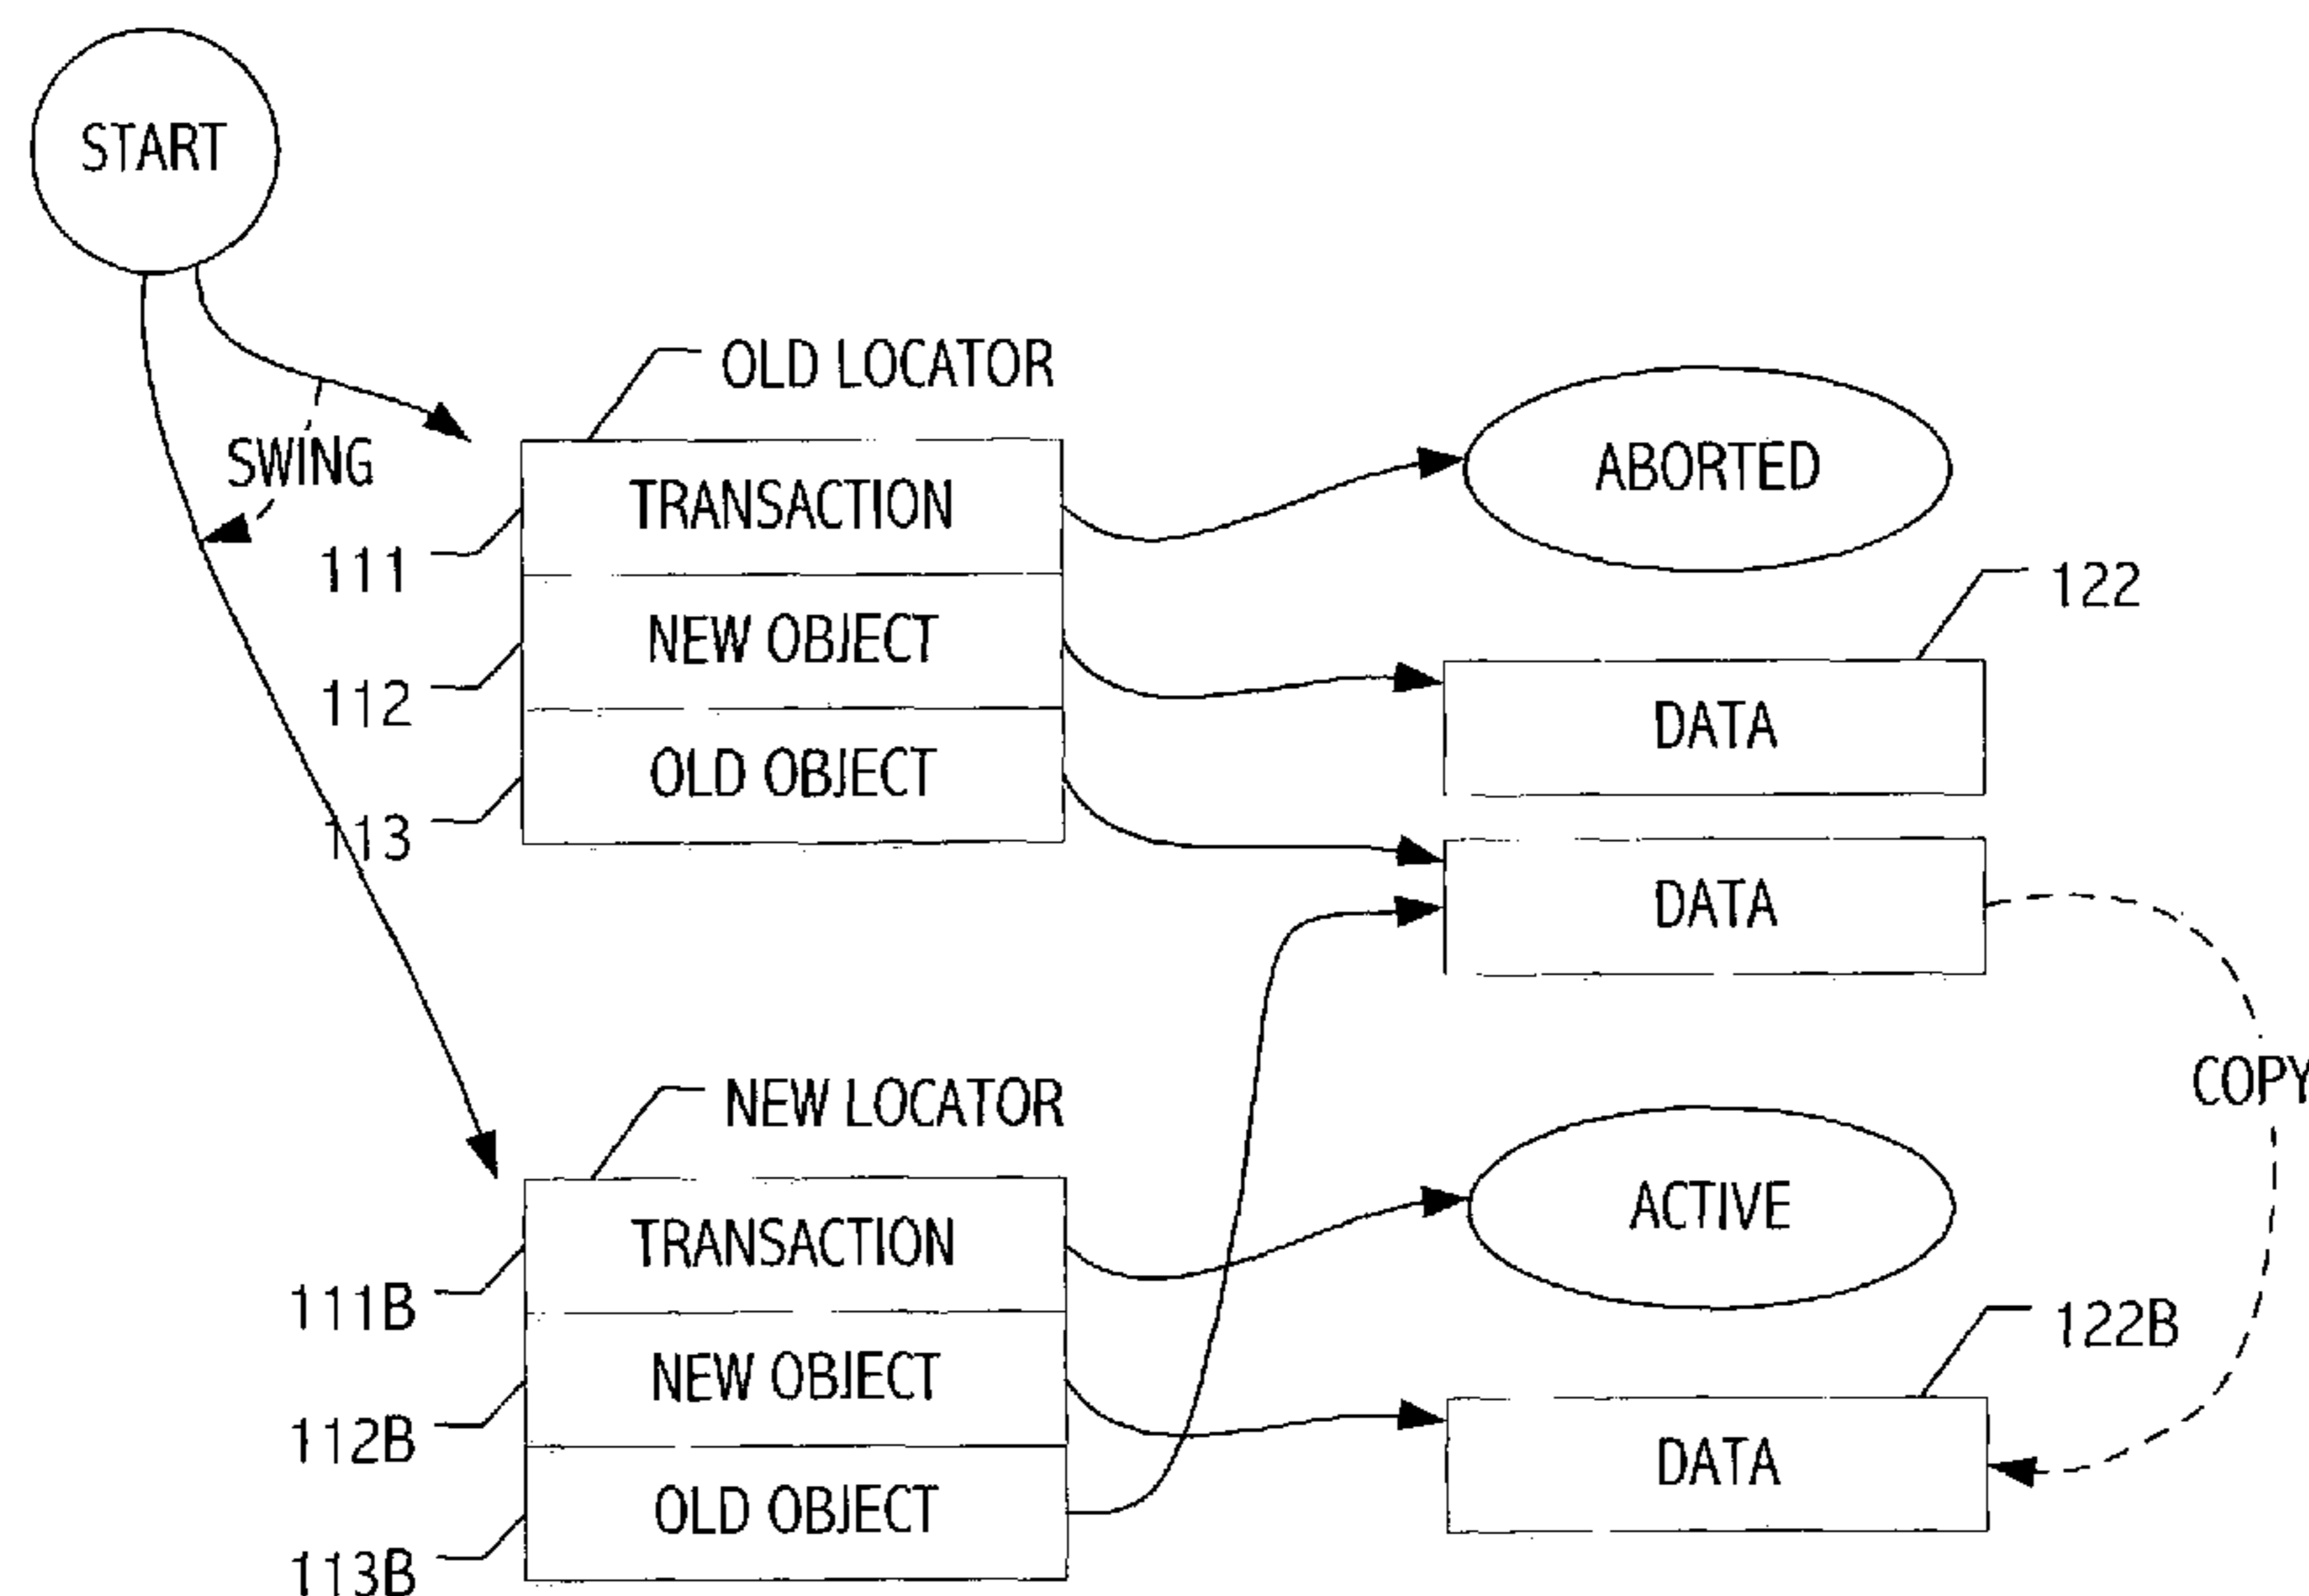 START
OLD LOCATOR
SWING
TRANSACTION
ABORTED
111
122
NEW OBJECT
112
DATA
OLD OBJECT
113
DATA
COPY
NEW LOCATOR
TRANSACTION
ACTIVE
111B
122B
NEW OBJECT
112B
DATA
OLD OBJECT
113B